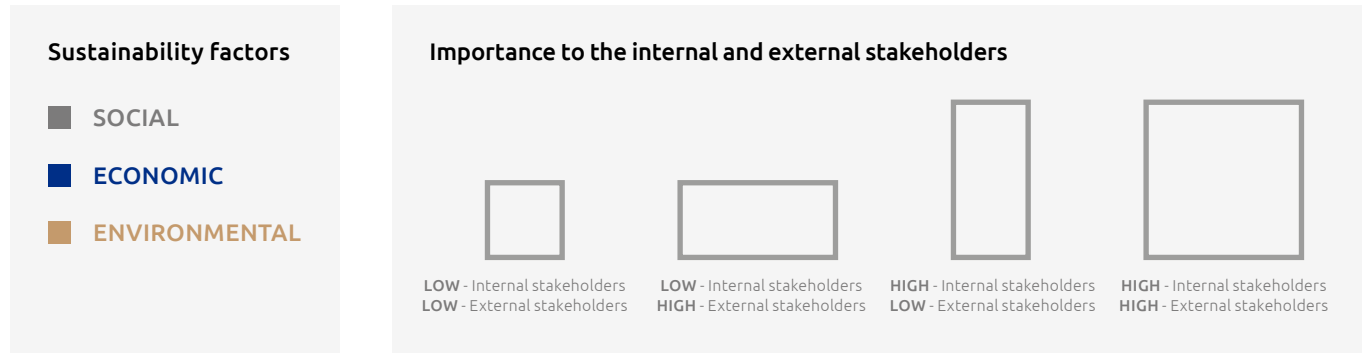 Sustainability factors
SOCIAL
ECONOMIC
ENVIRONMENTAL
Importance to the internal and external stakeholders
LOW - Internal stakeholders
LOW - External stakeholders
LOW - Internal stakeholders
HIGH - External stakeholders
HIGH - Internal stakeholders
LOW - External stakeholders
HIGH - Internal stakeholders
HIGH - External stakeholders